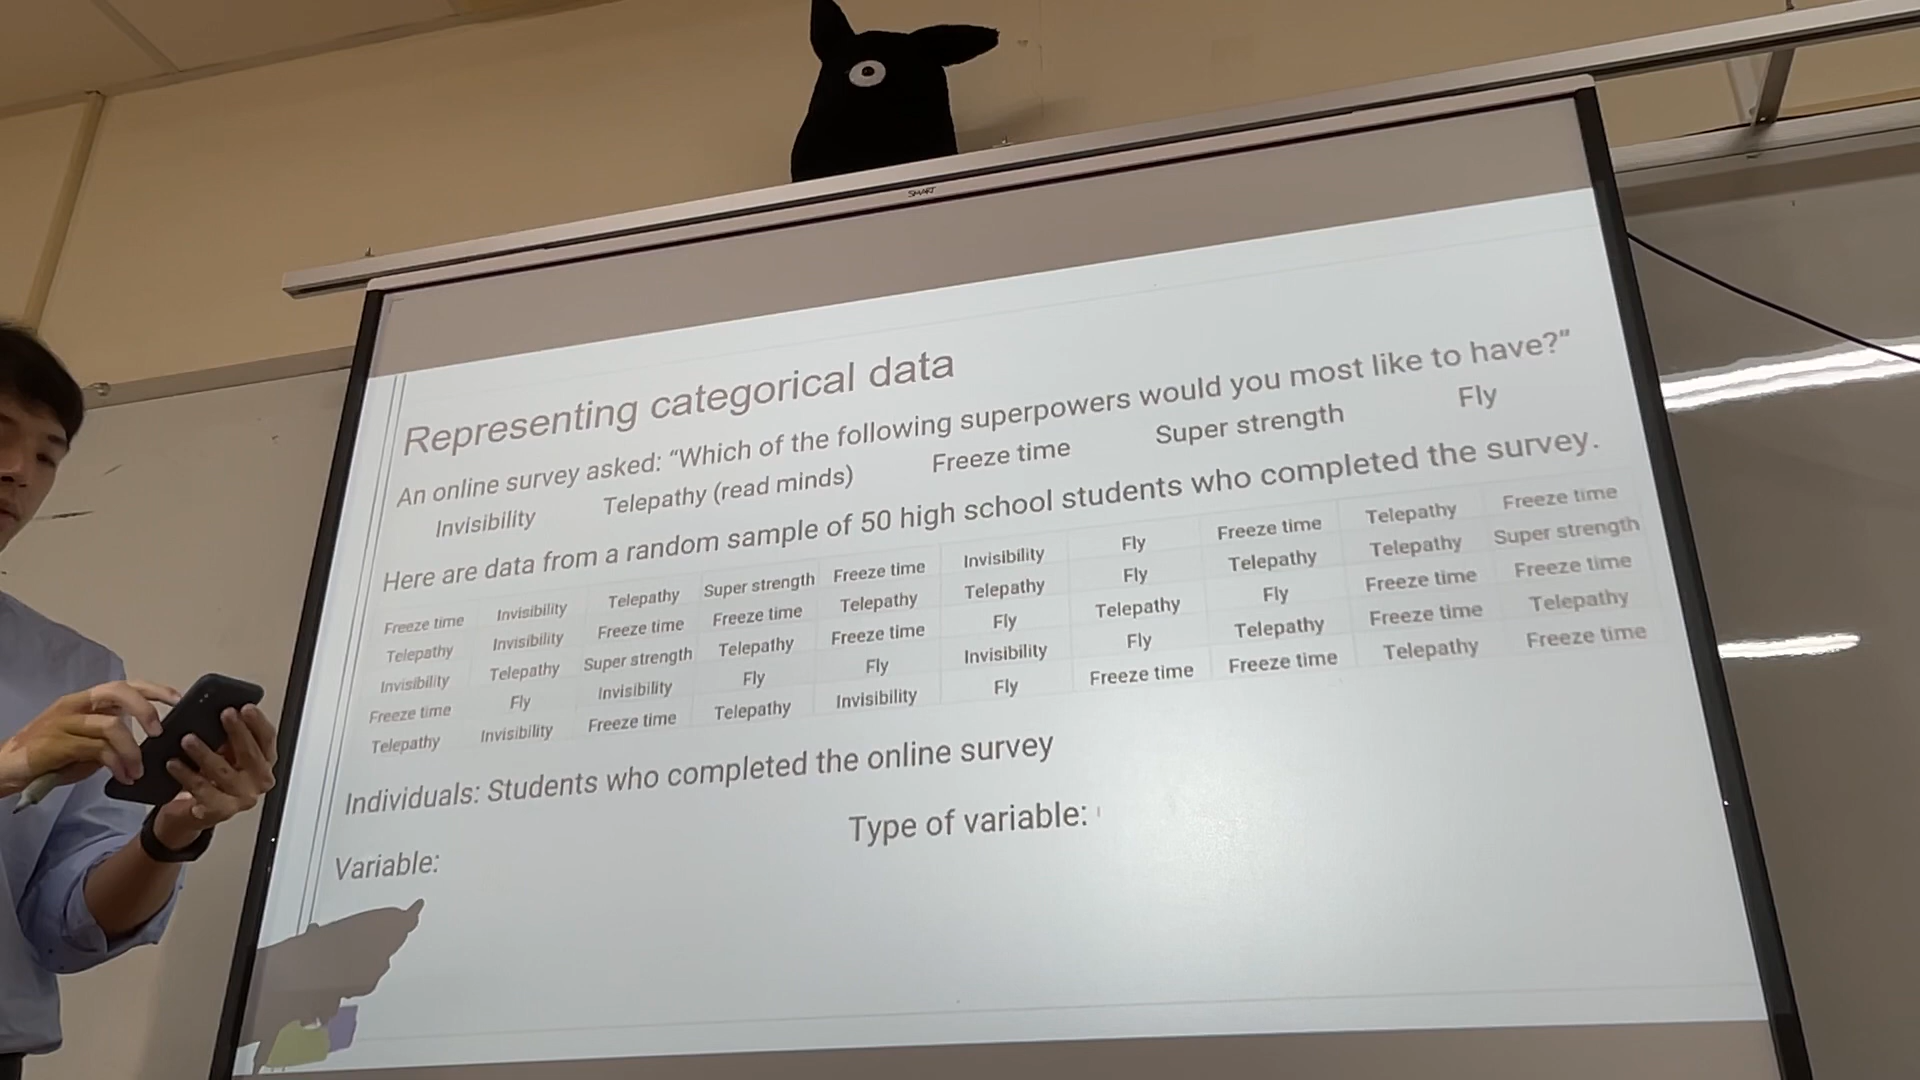 SMART
Representing categorical data
An online survey asked: “Which of the following superpowers would you most like to have?”
Invisibility Telepathy (read minds) Freeze time Super strength Fly
Here are data from a random sample of 50 high school students who completed the survey.
Freeze time Invisibility Telepathy Super strength Freeze time Invisibility Fly Freeze time Telepathy Freeze time
Telepathy Invisibility Freeze time Freeze time Telepathy Telepathy Fly Telepathy Telepathy Super strength
Invisibility Telepathy Super strength Telepathy Freeze time Fly Telepathy Fly Freeze time Freeze time
Freeze time Fly Invisibility Fly Fly Invisibility Fly Telepathy Freeze time Telepathy
Telepathy Invisibility Freeze time Telepathy Invisibility Fly Freeze time Freeze time Telepathy Freeze time
Individuals: Students who completed the online survey
Variable: Type of variable: